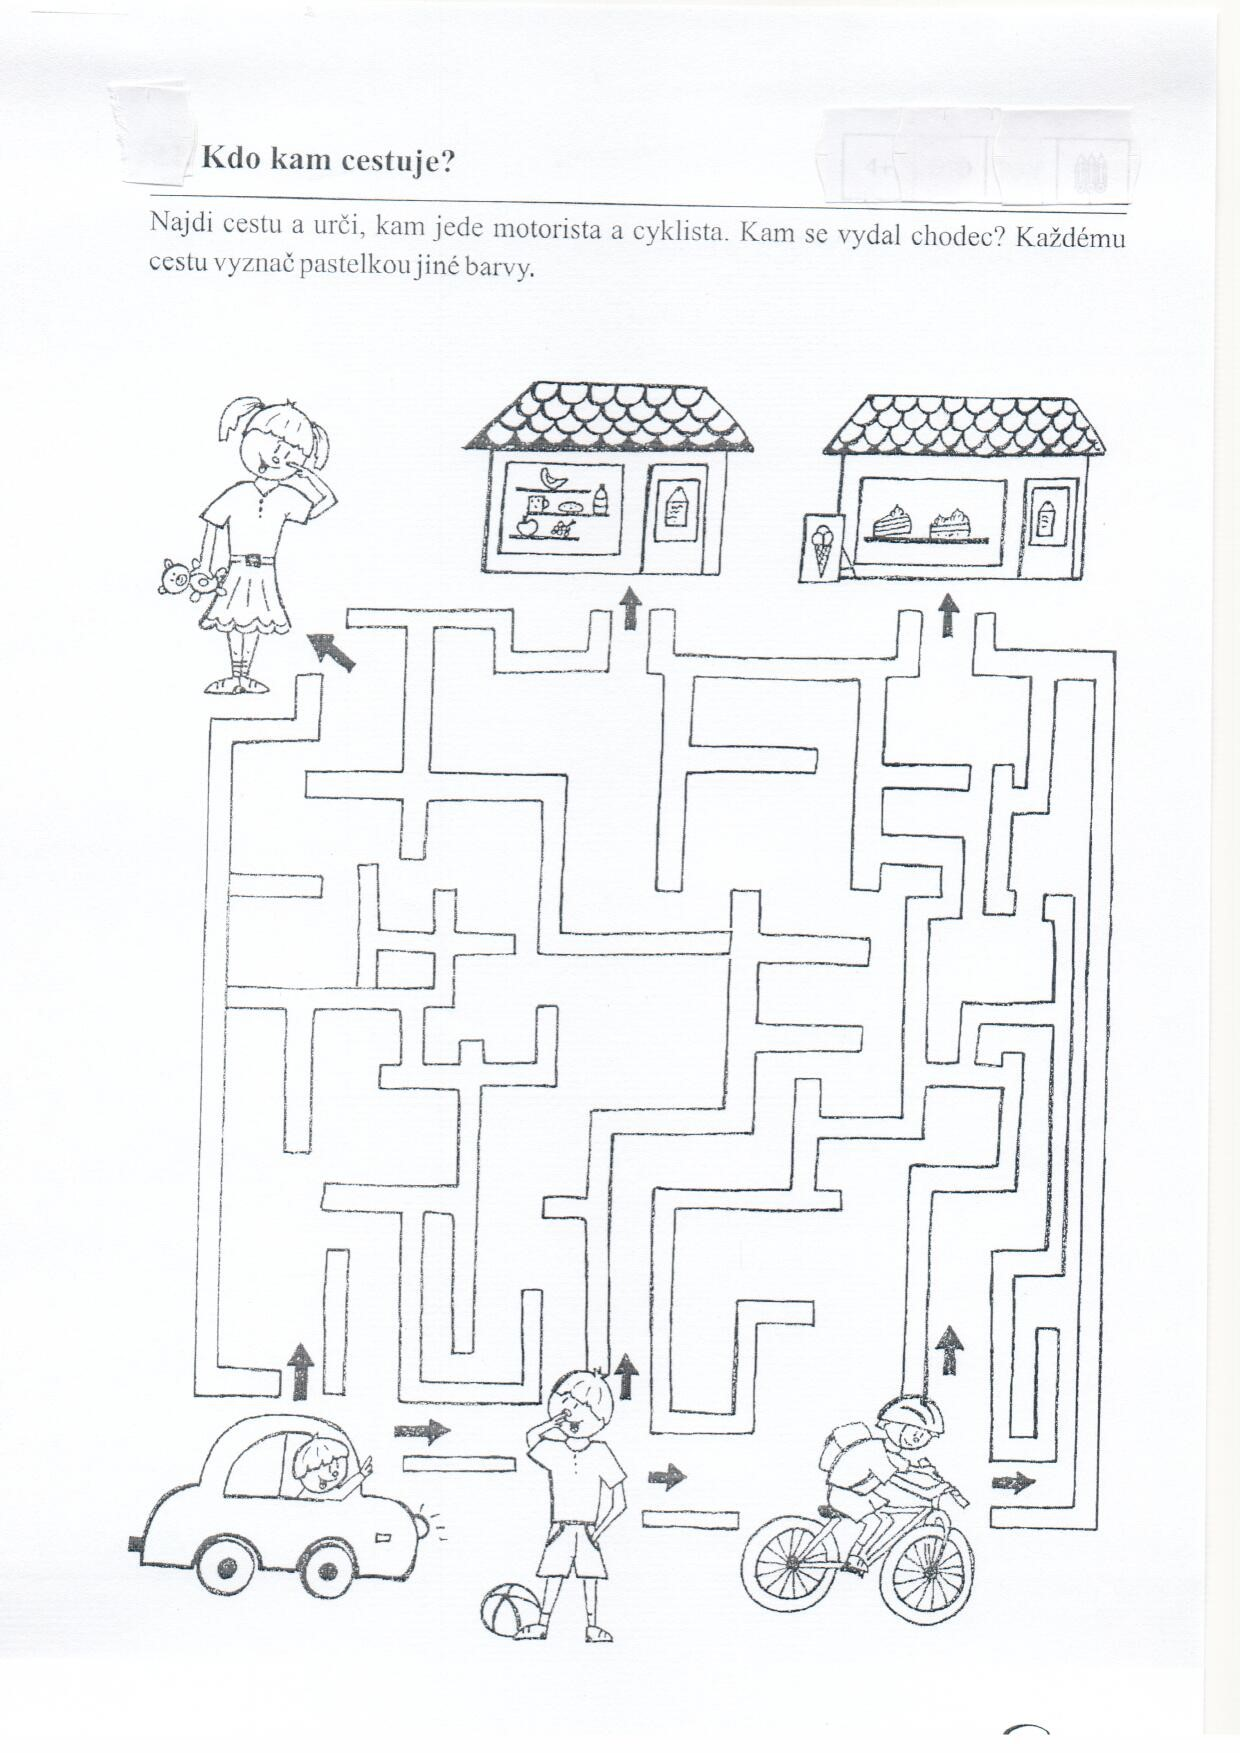 Kdo kam cestuje?
Najdi cestu a urči, kam jede motorista a cyklista. Kam se vydal chodec? Každému
cestu vyznač pastelkou jiné barvy.